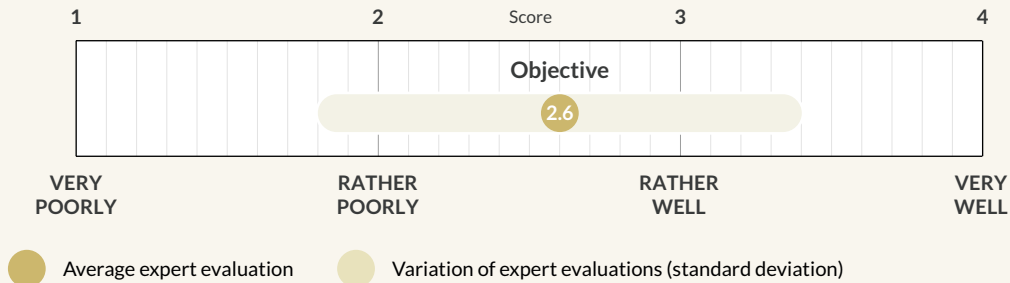 1 2 Score 3 4
Objective
2.6
VERY POORLY
RATHER POORLY
RATHER WELL
VERY WELL
Average expert evaluation
Variation of expert evaluations (standard deviation)